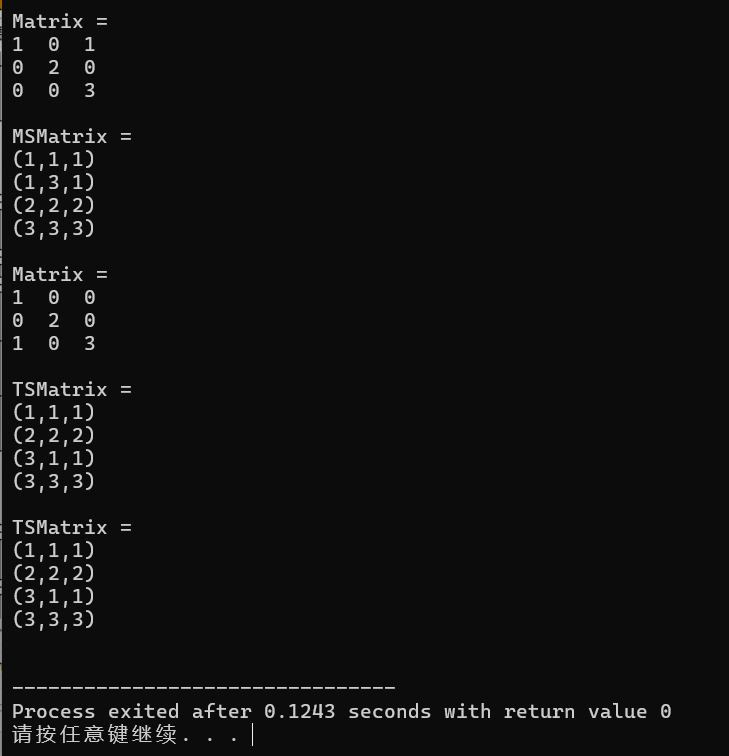 Matrix =
1  0  1
0  2  0
0  0  3
MSMatrix =
(1,1,1)
(1,3,1)
(2,2,2)
(3,3,3)
Matrix =
1  0  0
0  2  0
1  0  3
TSMatrix =
(1,1,1)
(2,2,2)
(3,1,1)
(3,3,3)
TSMatrix =
(1,1,1)
(2,2,2)
(3,1,1)
(3,3,3)
--------------------------------
Process exited after 0.1243 seconds with return value 0
请按任意键继续. . .